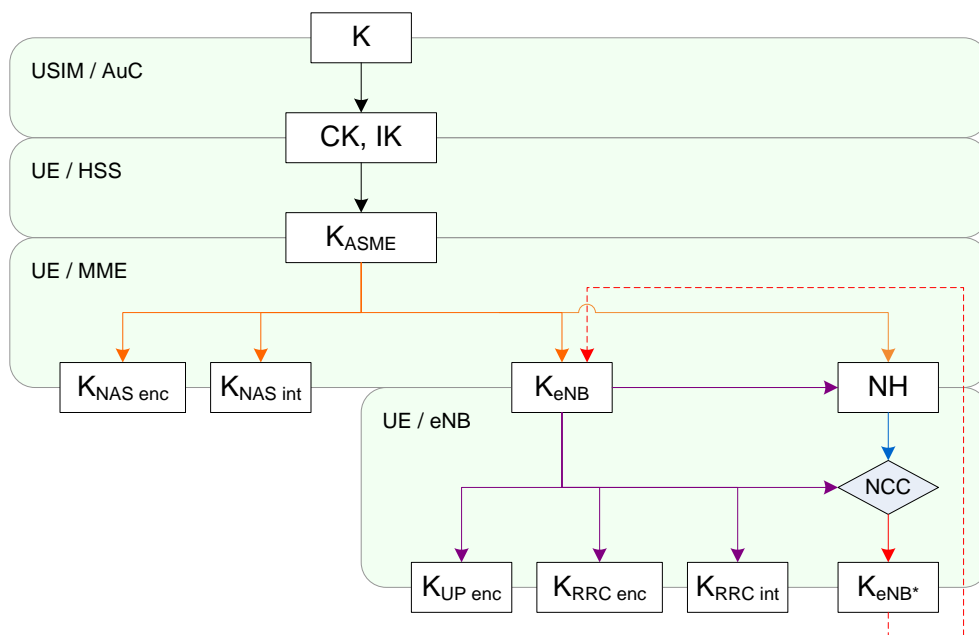 K
USIM / AuC
CK, IK
UE / HSS
KASME
UE / MME
KNAS enc
KNAS int
KeNB
NH
UE / eNB
NCC
KUP enc
KRRC enc
KRRC int
KeNB*